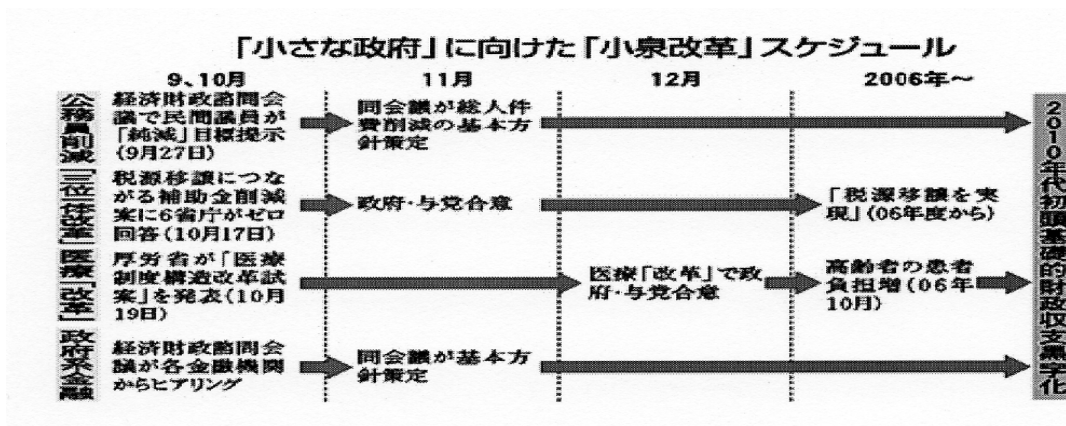 「小さな政府」に向けた「小泉改革」スケジュール
9、10月
11月
12月
2006年～
公務員削減
経済財政諮問会
議で民間議員が
「純減」目標提示
(9月27日)
同会議が総人件
費削減の基本方
針策定
「三位一体改革」
税源移譲につな
がる補助金削減
案に6省庁がゼロ
回答(10月17日)
政府・与党合意
「税源移譲を実
現」(06年度から)
医療「改革」
厚労省が「医療
制度構造改革試
案」を発表(10月
19日)
医療「改革」で政
府・与党合意
高齢者の患者
負担増(06年
10月)
政府系金融
経済財政諮問会
議が各金融機関
からヒアリング
同会議が基本方
針策定
2010年代初頭基礎的財政収支黒字化